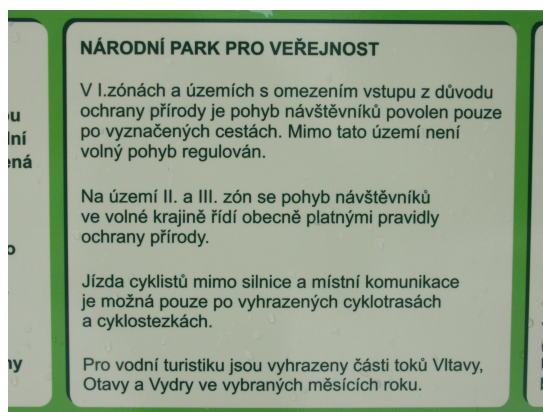 NÁRODNÍ PARK PRO VEŘEJNOST
V I.zónách a územích s omezením vstupu z důvodu
ochrany přírody je pohyb návštěvníků povolen pouze
po vyznačených cestách. Mimo tato území není
volný pohyb regulován.
Na území II. a III. zón se pohyb návštěvníků
ve volné krajině řídí obecně platnými pravidly
ochrany přírody.
Jízda cyklistů mimo silnice a místní komunikace
je možná pouze po vyhrazených cyklotrasách
a cyklostezkách.
Pro vodní turistiku jsou vyhrazeny části toků Vltavy,
Otavy a Vydry ve vybraných měsících roku.